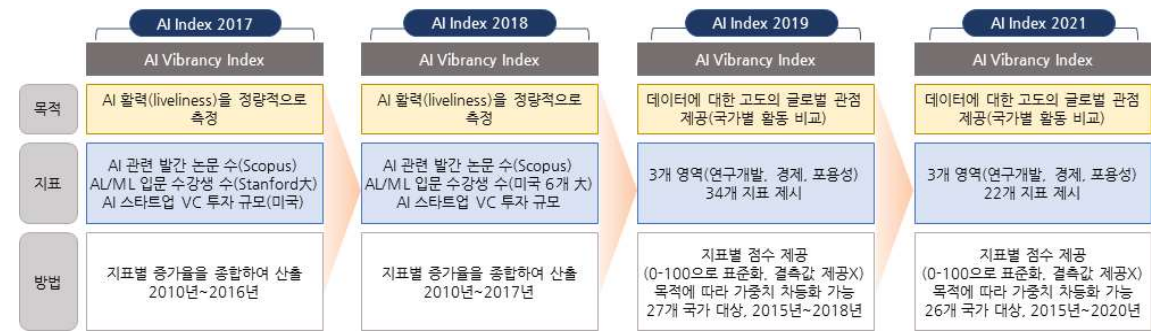 AI Index 2017
AI Index 2018
AI Index 2019
AI Index 2021
AI Vibrancy Index
AI Vibrancy Index
AI Vibrancy Index
AI Vibrancy Index
목적
AI 활력(liveliness)을 정량적으로
측정
AI 활력(liveliness)을 정량적으로
측정
데이터에 대한 고도의 글로벌 관점
제공(국가별 활동 비교)
데이터에 대한 고도의 글로벌 관점
제공(국가별 활동 비교)
지표
AI 관련 발간 논문 수(Scopus)
AL/ML 입문 수강생 수(Stanford大)
AI 스타트업 VC 투자 규모(미국)
AI 관련 발간 논문 수(Scopus)
AL/ML 입문 수강생 수(미국 6개 大)
AI 스타트업 VC 투자 규모
3개 영역(연구개발, 경제, 포용성)
34개 지표 제시
3개 영역(연구개발, 경제, 포용성)
22개 지표 제시
방법
지표별 증가율을 종합하여 산출
2010년~2016년
지표별 증가율을 종합하여 산출
2010년~2017년
지표별 점수 제공
(0-100으로 표준화, 결측값 제공X)
목적에 따라 가중치 차등화 가능
27개 국가 대상, 2015년~2018년
지표별 점수 제공
(0-100으로 표준화, 결측값 제공X)
목적에 따라 가중치 차등화 가능
26개 국가 대상, 2015년~2020년